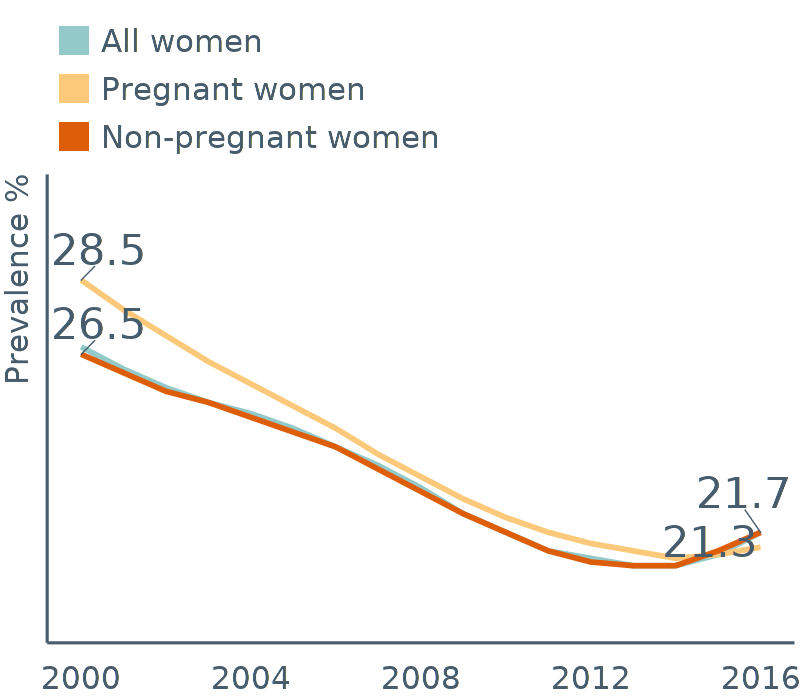 All women
Pregnant women
Non-pregnant women
Prevalence %
28.5
26.5
21.7
21.3
2000 2004 2008 2012 2016